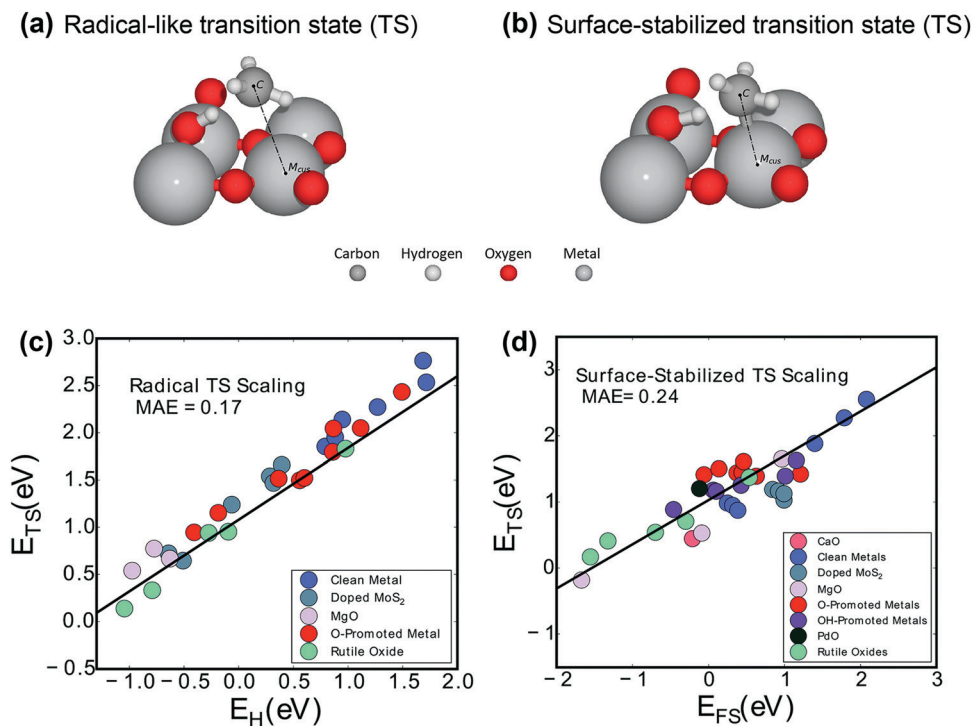 (a) Radical-like transition state (TS)
(b) Surface-stabilized transition state (TS)
C
M_cus
C
M_cus
Carbon Hydrogen Oxygen Metal
(c)
Radical TS Scaling
MAE = 0.17
E_TS(eV)
3.0
2.5
2.0
1.5
1.0
0.5
0.0
−0.5
−1.0 −0.5 0.0 0.5 1.0 1.5 2.0
E_H(eV)
Clean Metal
Doped MoS₂
MgO
O-Promoted Metal
Rutile Oxide
(d)
Surface-Stabilized TS Scaling
MAE= 0.24
E_TS(eV)
3
2
1
0
−1
−2 −1 0 1 2 3
E_FS(eV)
CaO
Clean Metals
Doped MoS₂
MgO
O-Promoted Metals
OH-Promoted Metals
PdO
Rutile Oxides